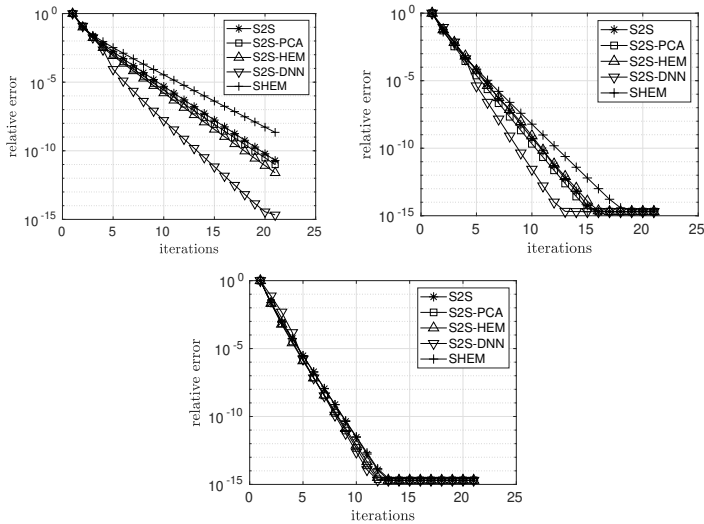 10^0
10^-5
10^-10
10^-15
relative error
0 5 10 15 20 25
iterations
S2S
S2S-PCA
S2S-HEM
S2S-DNN
SHEM
10^0
10^-5
10^-10
10^-15
relative error
0 5 10 15 20 25
iterations
S2S
S2S-PCA
S2S-HEM
S2S-DNN
SHEM
10^0
10^-5
10^-10
10^-15
relative error
0 5 10 15 20 25
iterations
S2S
S2S-PCA
S2S-HEM
S2S-DNN
SHEM